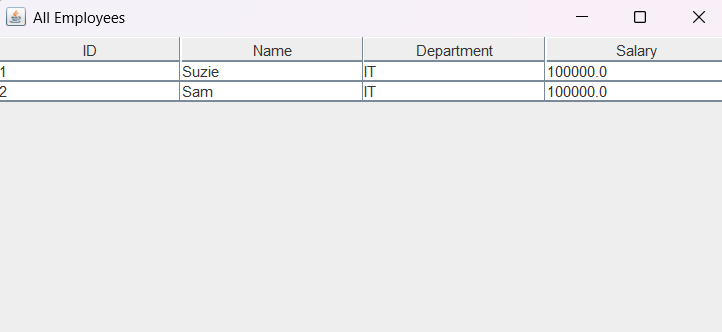 All Employees
ID Name Department Salary
1 Suzie IT 100000.0
2 Sam IT 100000.0